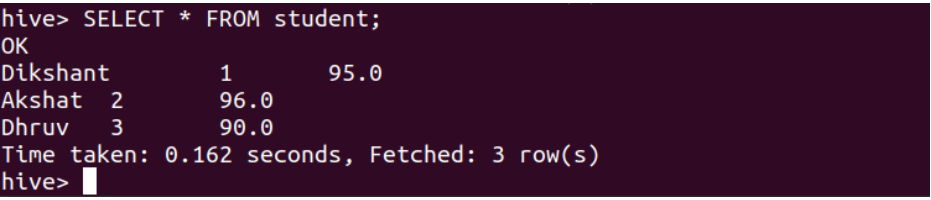 hive> SELECT * FROM student;
OK
Dikshant	1	95.0
Akshat	2	96.0
Dhruv	3	90.0
Time taken: 0.162 seconds, Fetched: 3 row(s)
hive>